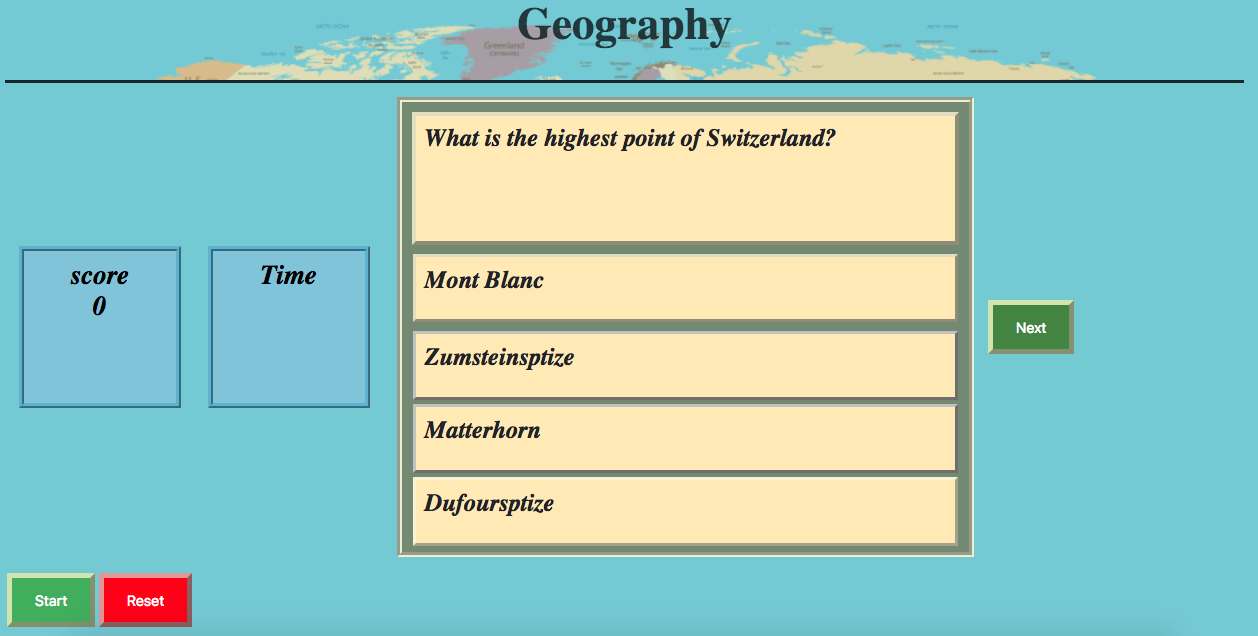 Geography
Greenland
What is the highest point of Switzerland?
Mont Blanc
Zumsteinsptize
Matterhorn
Dufoursptize
score
0
Time
Next
Start
Reset